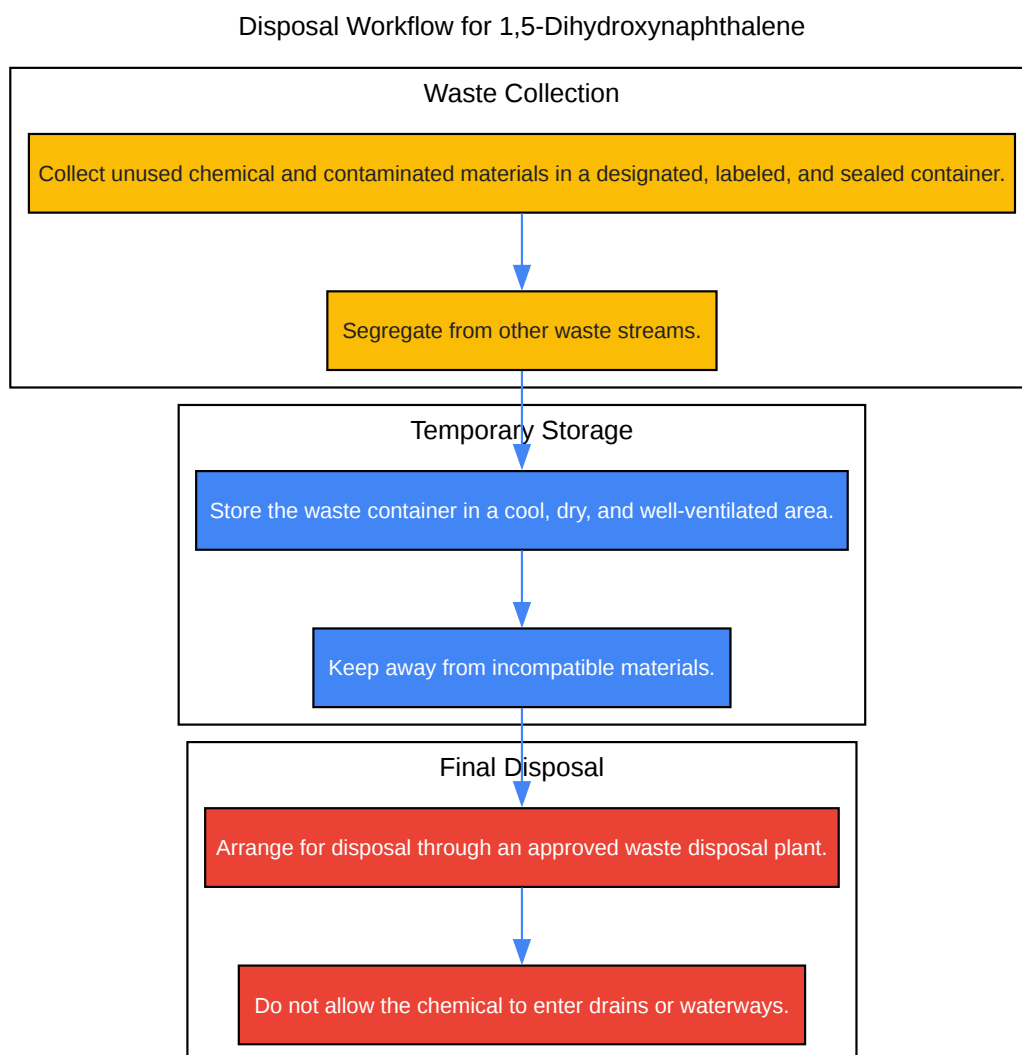 Disposal Workflow for 1,5-Dihydroxynaphthalene
Waste Collection
Collect unused chemical and contaminated materials in a designated, labeled, and sealed container.
Segregate from other waste streams.
Temporary Storage
Store the waste container in a cool, dry, and well-ventilated area.
Keep away from incompatible materials.
Final Disposal
Arrange for disposal through an approved waste disposal plant.
Do not allow the chemical to enter drains or waterways.